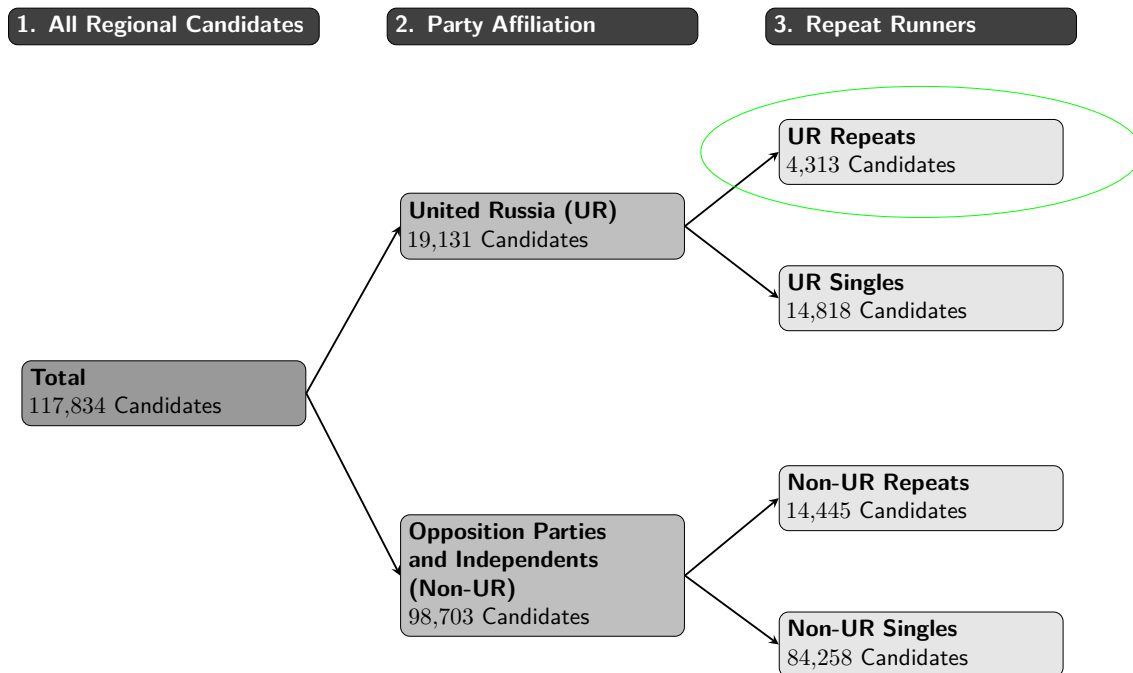 1. All Regional Candidates
2. Party Affiliation
3. Repeat Runners
UR Repeats
4,313 Candidates
United Russia (UR)
19,131 Candidates
UR Singles
14,818 Candidates
Total
117,834 Candidates
Non-UR Repeats
14,445 Candidates
Opposition Parties
and Independents
(Non-UR)
98,703 Candidates
Non-UR Singles
84,258 Candidates